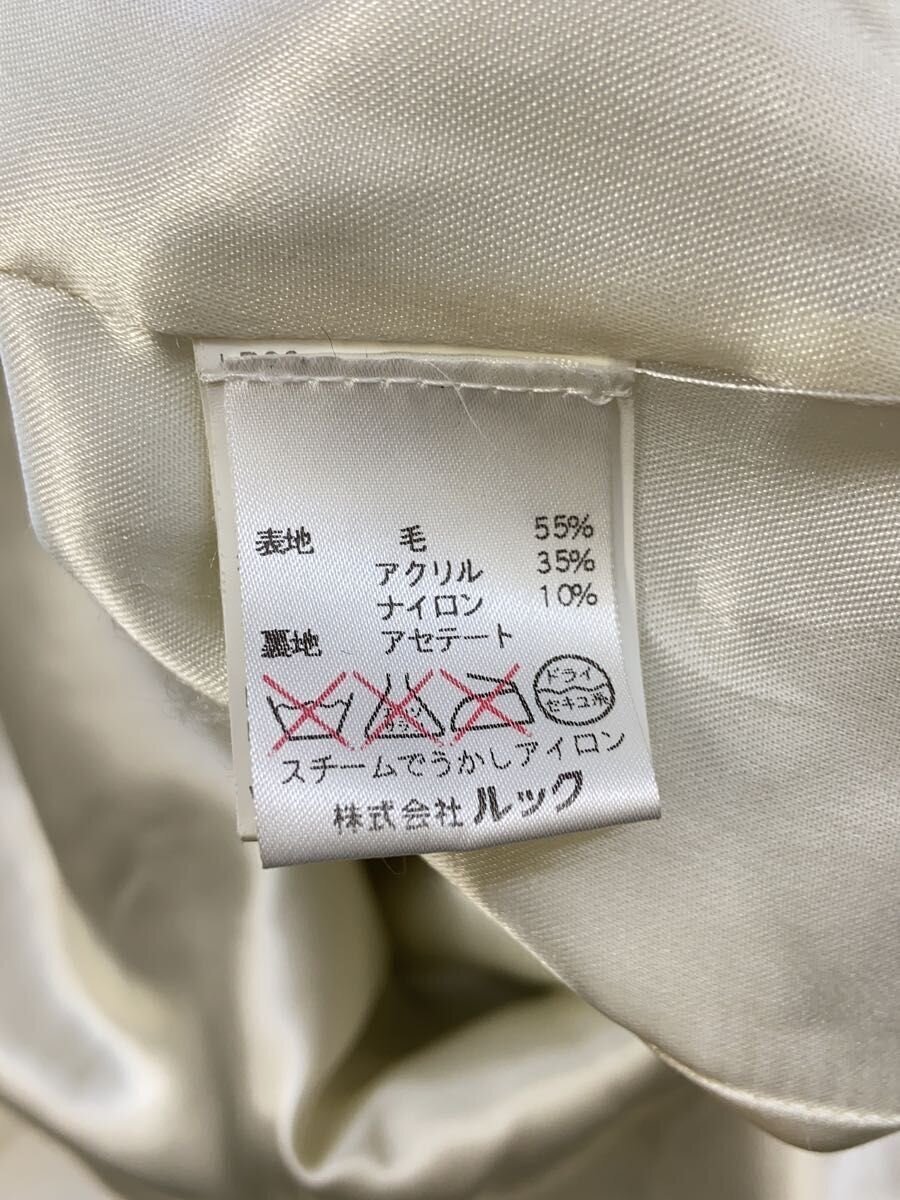 表地 毛 55%
アクリル 35%
ナイロン 10%
裏地 アセテート
ドライ
セキユ系
スチームでうかしアイロン
株式会社 ルック